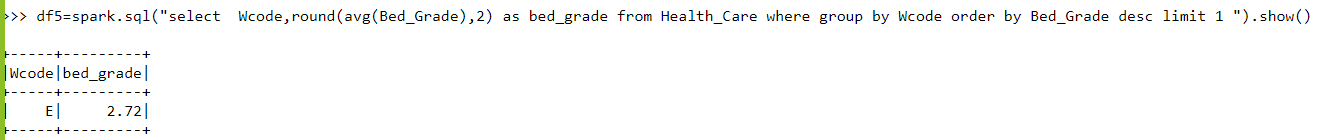 >>> df5=spark.sql("select  Wcode,round(avg(Bed_Grade),2) as bed_grade from Health_Care where group by Wcode order by Bed_Grade desc limit 1 ").show()
+-----+---------+
|Wcode|bed_grade|
+-----+---------+
|    E|     2.72|
+-----+---------+